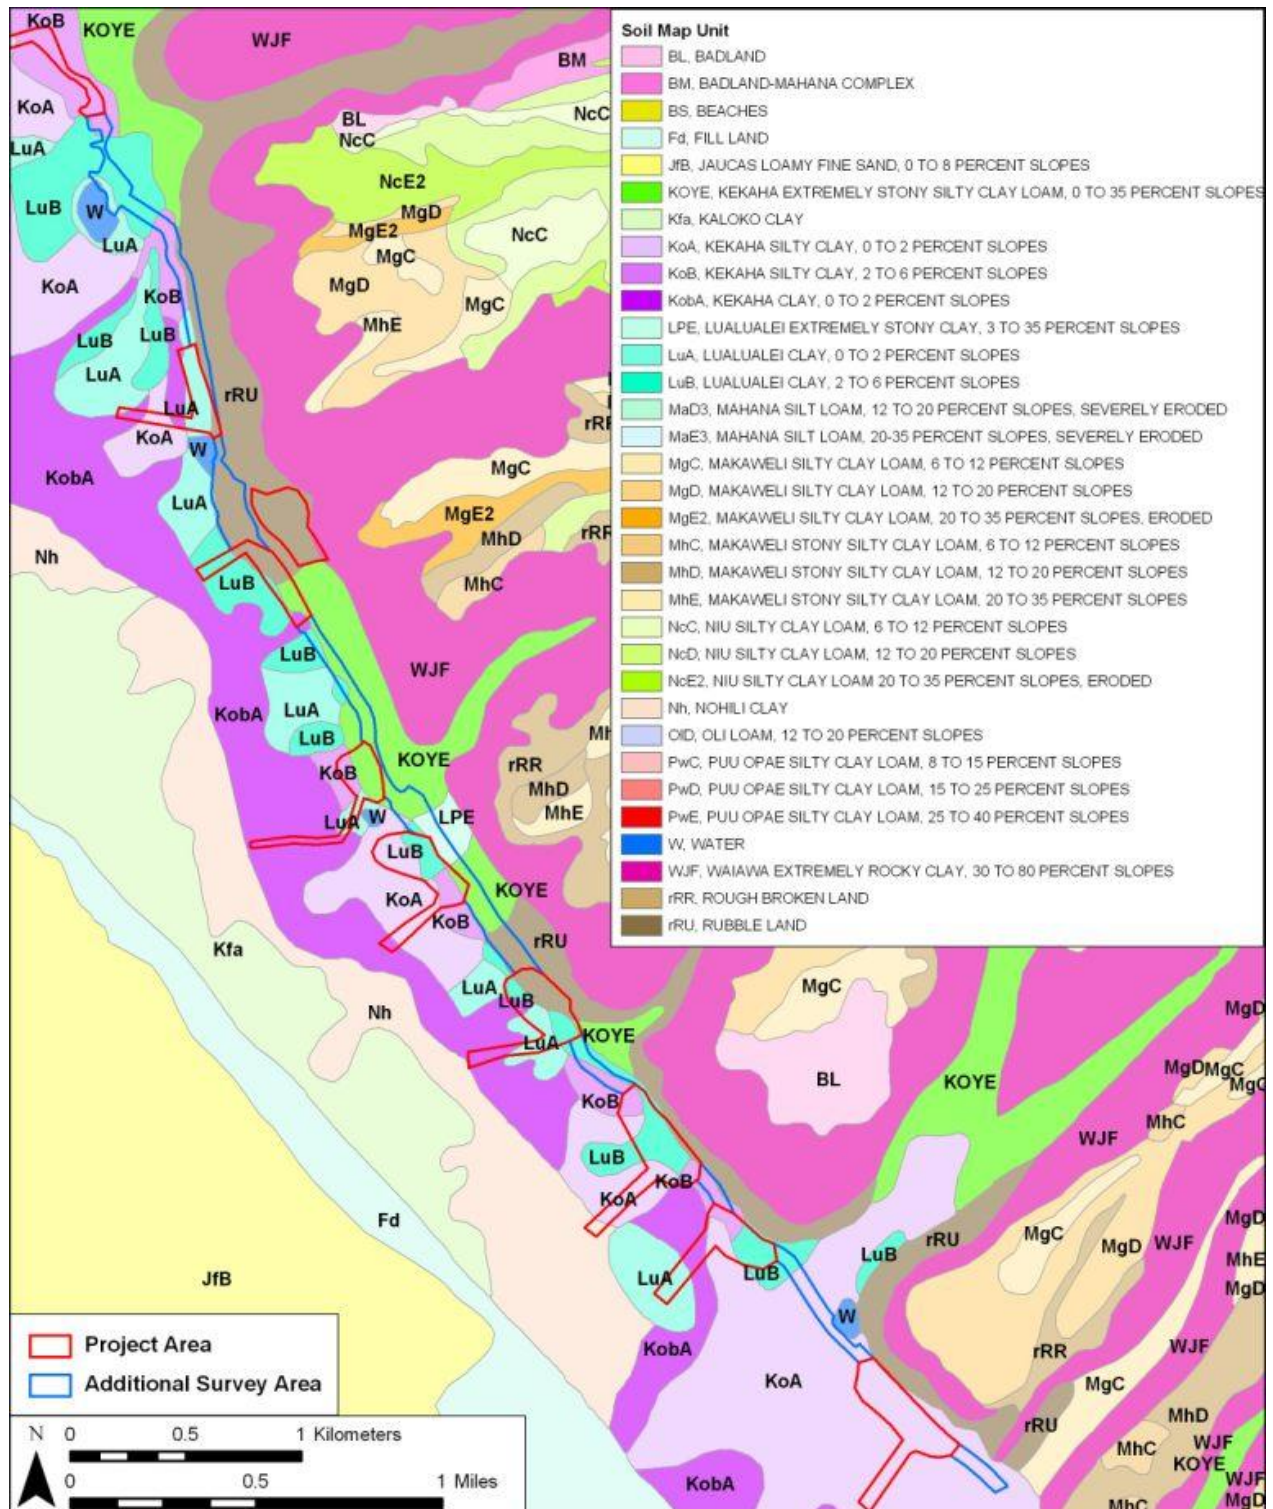 KoB
KOYE
WJF
BM
KoA
BL
NcC
NcC
LuA
NcE2
LuB
W
MgD
MgE2
LuA
NcC
MgC
KoA
KoB
MgD
MgC
LuB
LuB
MhE
LuA
rRU
LuA
KoA
W
KobA
MgC
LuA
MgE2
MhD
rRR
Nh
LuB
MhC
LuB
WJF
LuA
KobA
LuB
KoB
KOYE
rRR
MhD
MhE
LuA
W
LPE
LuB
KoA
KOYE
KoB
Kfa
rRU
LuA
LuB
MgC
Nh
LuA
KOYE
MgD
BL
KOYE
MgD
MgC
MgC
KoB
MhC
WJF
LuB
KoB
KoA
Fd
MgC
MgD
WJF
MgD
rRU
LuB
MhE
JfB
LuA
LuB
MgD
W
KobA
rRR
WJF
KoA
MgC
MhD
rRU
MhC
WJF
KOYE
WJF
KobA
MgD
MhC
Soil Map Unit
BL, BADLAND
BM, BADLAND-MAHANA COMPLEX
BS, BEACHES
Fd, FILL LAND
JfB, JAUCAS LOAMY FINE SAND, 0 TO 8 PERCENT SLOPES
KOYE, KEKAHA EXTREMELY STONY SILTY CLAY LOAM, 0 TO 35 PERCENT SLOPES
Kfa, KALOKO CLAY
KoA, KEKAHA SILTY CLAY, 0 TO 2 PERCENT SLOPES
KoB, KEKAHA SILTY CLAY, 2 TO 6 PERCENT SLOPES
KobA, KEKAHA CLAY, 0 TO 2 PERCENT SLOPES
LPE, LUALUALEI EXTREMELY STONY CLAY, 3 TO 35 PERCENT SLOPES
LuA, LUALUALEI CLAY, 0 TO 2 PERCENT SLOPES
LuB, LUALUALEI CLAY, 2 TO 6 PERCENT SLOPES
MaD3, MAHANA SILT LOAM, 12 TO 20 PERCENT SLOPES, SEVERELY ERODED
MaE3, MAHANA SILT LOAM, 20-35 PERCENT SLOPES, SEVERELY ERODED
MgC, MAKAWELI SILTY CLAY LOAM, 6 TO 12 PERCENT SLOPES
MgD, MAKAWELI SILTY CLAY LOAM, 12 TO 20 PERCENT SLOPES
MgE2, MAKAWELI SILTY CLAY LOAM, 20 TO 35 PERCENT SLOPES, ERODED
MhC, MAKAWELI STONY SILTY CLAY LOAM, 6 TO 12 PERCENT SLOPES
MhD, MAKAWELI STONY SILTY CLAY LOAM, 12 TO 20 PERCENT SLOPES
MhE, MAKAWELI STONY SILTY CLAY LOAM, 20 TO 35 PERCENT SLOPES
NcC, NIU SILTY CLAY LOAM, 6 TO 12 PERCENT SLOPES
NcD, NIU SILTY CLAY LOAM, 12 TO 20 PERCENT SLOPES
NcE2, NIU SILTY CLAY LOAM 20 TO 35 PERCENT SLOPES, ERODED
Nh, NOHILI CLAY
OlD, OLI LOAM, 12 TO 20 PERCENT SLOPES
PwC, PUU OPAE SILTY CLAY LOAM, 8 TO 15 PERCENT SLOPES
PwD, PUU OPAE SILTY CLAY LOAM, 15 TO 25 PERCENT SLOPES
PwE, PUU OPAE SILTY CLAY LOAM, 25 TO 40 PERCENT SLOPES
W, WATER
WJF, WAIAWA EXTREMELY ROCKY CLAY, 30 TO 80 PERCENT SLOPES
rRR, ROUGH BROKEN LAND
rRU, RUBBLE LAND
Project Area
Additional Survey Area
N
0 0.5 1 Kilometers
0 0.5 1 Miles